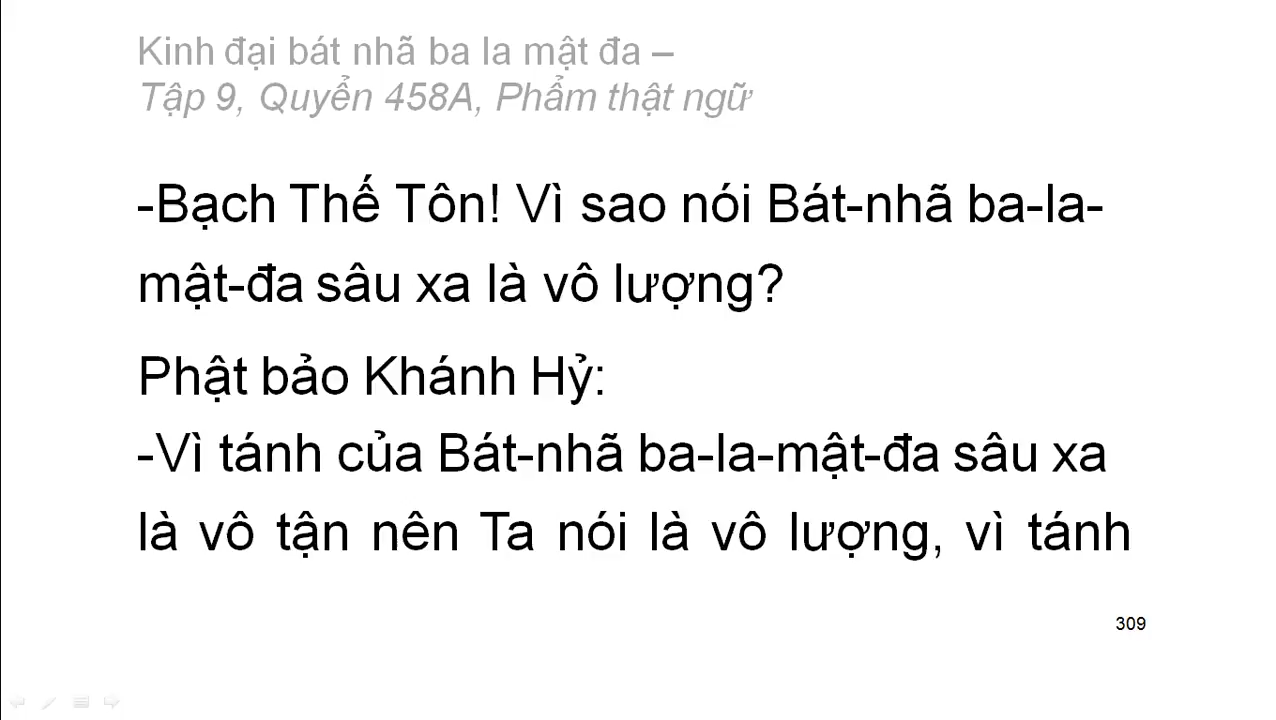 Kinh đại bát nhã ba la mật đa –
Tập 9, Quyển 458A, Phẩm thật ngữ
-Bạch Thế Tôn! Vì sao nói Bát-nhã ba-la-
mật-đa sâu xa là vô lượng?
Phật bảo Khánh Hỷ:
-Vì tánh của Bát-nhã ba-la-mật-đa sâu xa
là vô tận nên Ta nói là vô lượng, vì tánh
309